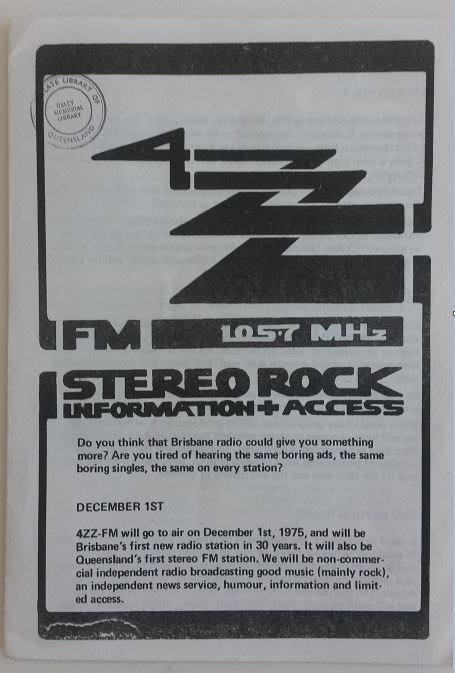 STATE LIBRARY OF
OXLEY
MEMORIAL
LIBRARY
QUEENSLAND
4ZZ
FM 105·7 MHz
STEREO ROCK
INFORMATION + ACCESS
Do you think that Brisbane radio could give you something
more? Are you tired of hearing the same boring ads, the same
boring singles, the same on every station?
DECEMBER 1ST
4ZZ-FM will go to air on December 1st, 1975, and will be
Brisbane's first new radio station in 30 years. It will also be
Queensland's first stereo FM station. We will be non-commer-
cial independent radio broadcasting good music (mainly rock),
an independent news service, humour, information and limit-
ed access.